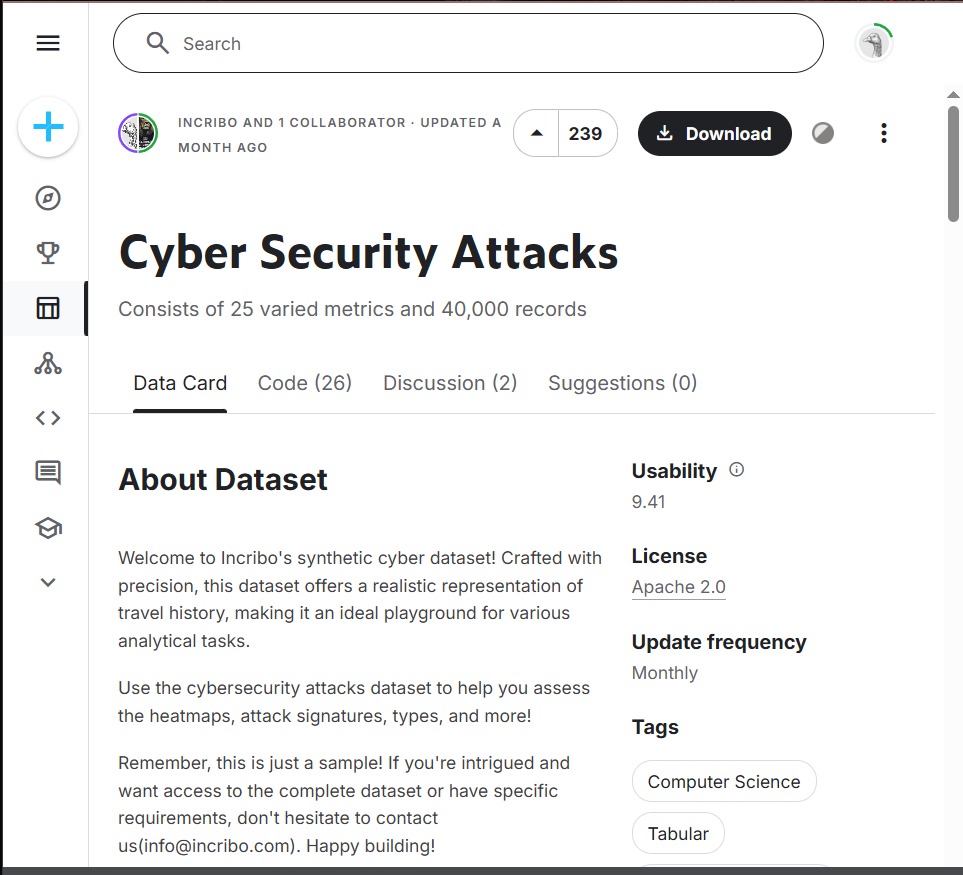 Search
INCRIBO AND 1 COLLABORATOR · UPDATED A
MONTH AGO
239
Download
Cyber Security Attacks
Consists of 25 varied metrics and 40,000 records
Data Card
Code (26)
Discussion (2)
Suggestions (0)
About Dataset
Welcome to Incribo's synthetic cyber dataset! Crafted with
precision, this dataset offers a realistic representation of
travel history, making it an ideal playground for various
analytical tasks.
Use the cybersecurity attacks dataset to help you assess
the heatmaps, attack signatures, types, and more!
Remember, this is just a sample! If you're intrigued and
want access to the complete dataset or have specific
requirements, don't hesitate to contact
us(info@incribo.com). Happy building!
Usability
9.41
License
Apache 2.0
Update frequency
Monthly
Tags
Computer Science
Tabular